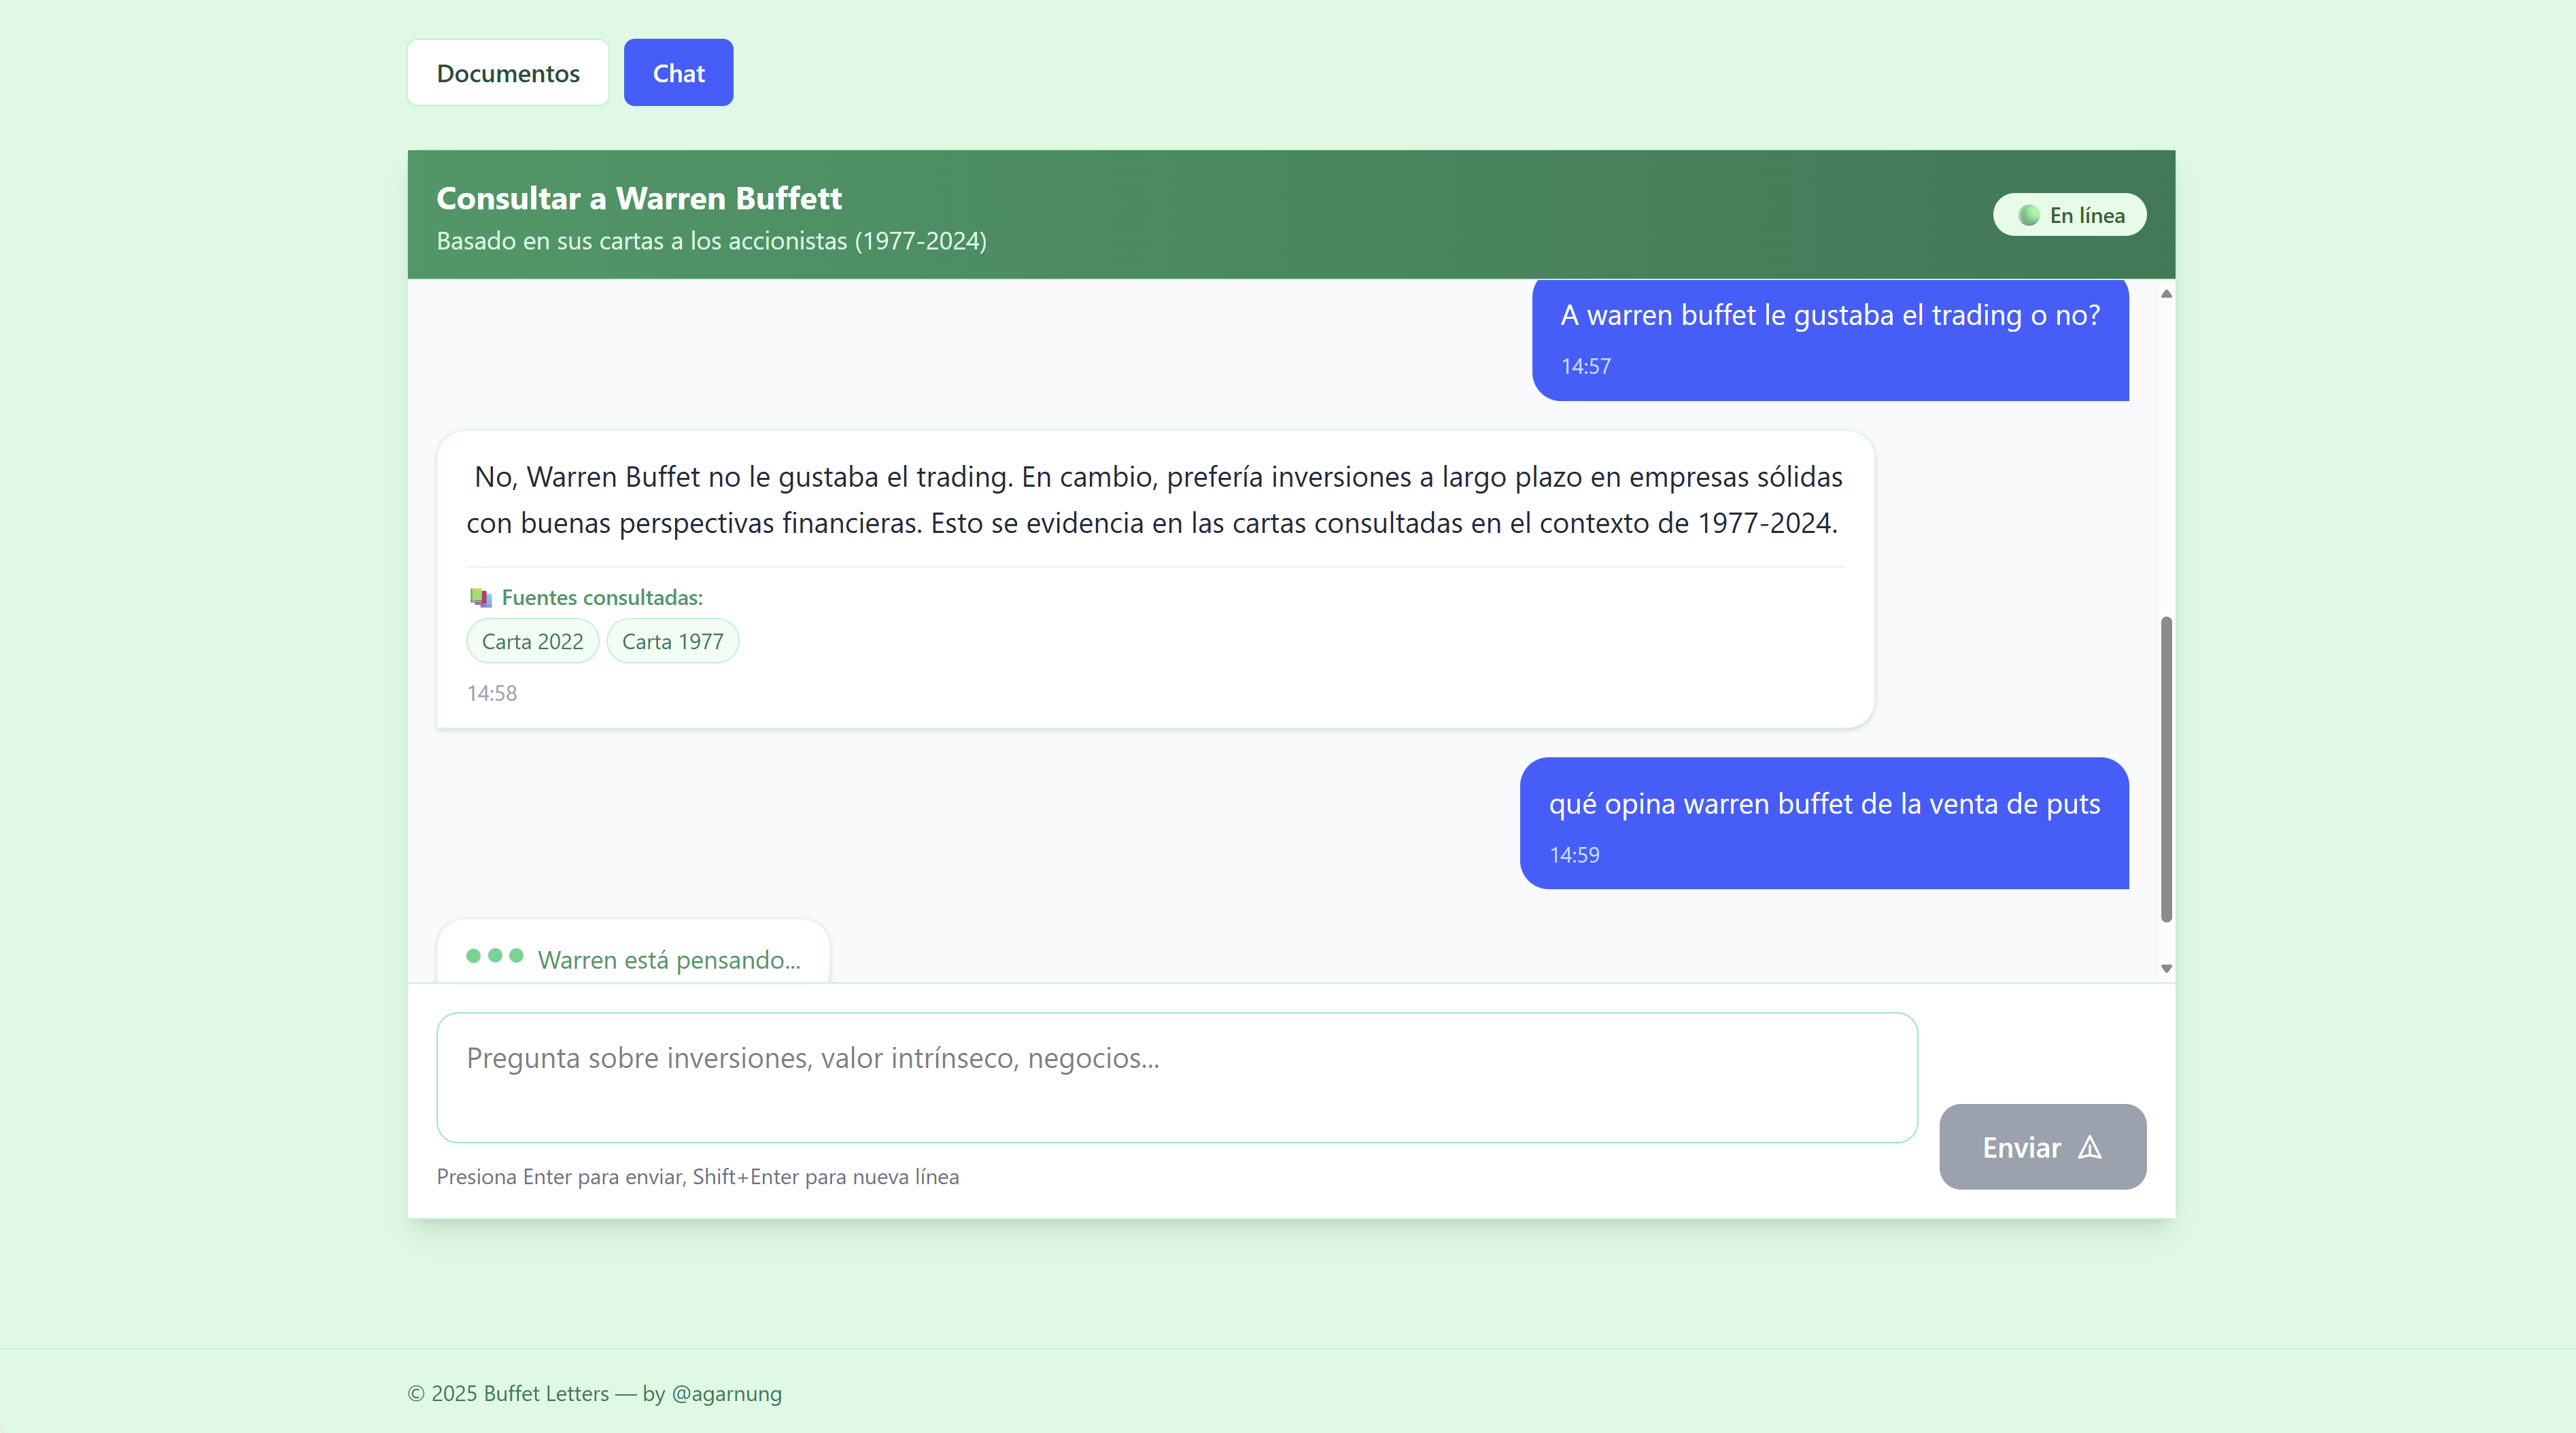 Documentos
Chat
Consultar a Warren Buffett
Basado en sus cartas a los accionistas (1977-2024)
En línea
A warren buffet le gustaba el trading o no?
14:57
No, Warren Buffet no le gustaba el trading. En cambio, prefería inversiones a largo plazo en empresas sólidas
con buenas perspectivas financieras. Esto se evidencia en las cartas consultadas en el contexto de 1977-2024.
Fuentes consultadas:
Carta 2022
Carta 1977
14:58
qué opina warren buffet de la venta de puts
14:59
Warren está pensando...
Pregunta sobre inversiones, valor intrínseco, negocios...
Enviar
Presiona Enter para enviar, Shift+Enter para nueva línea
© 2025 Buffet Letters — by @agarnung